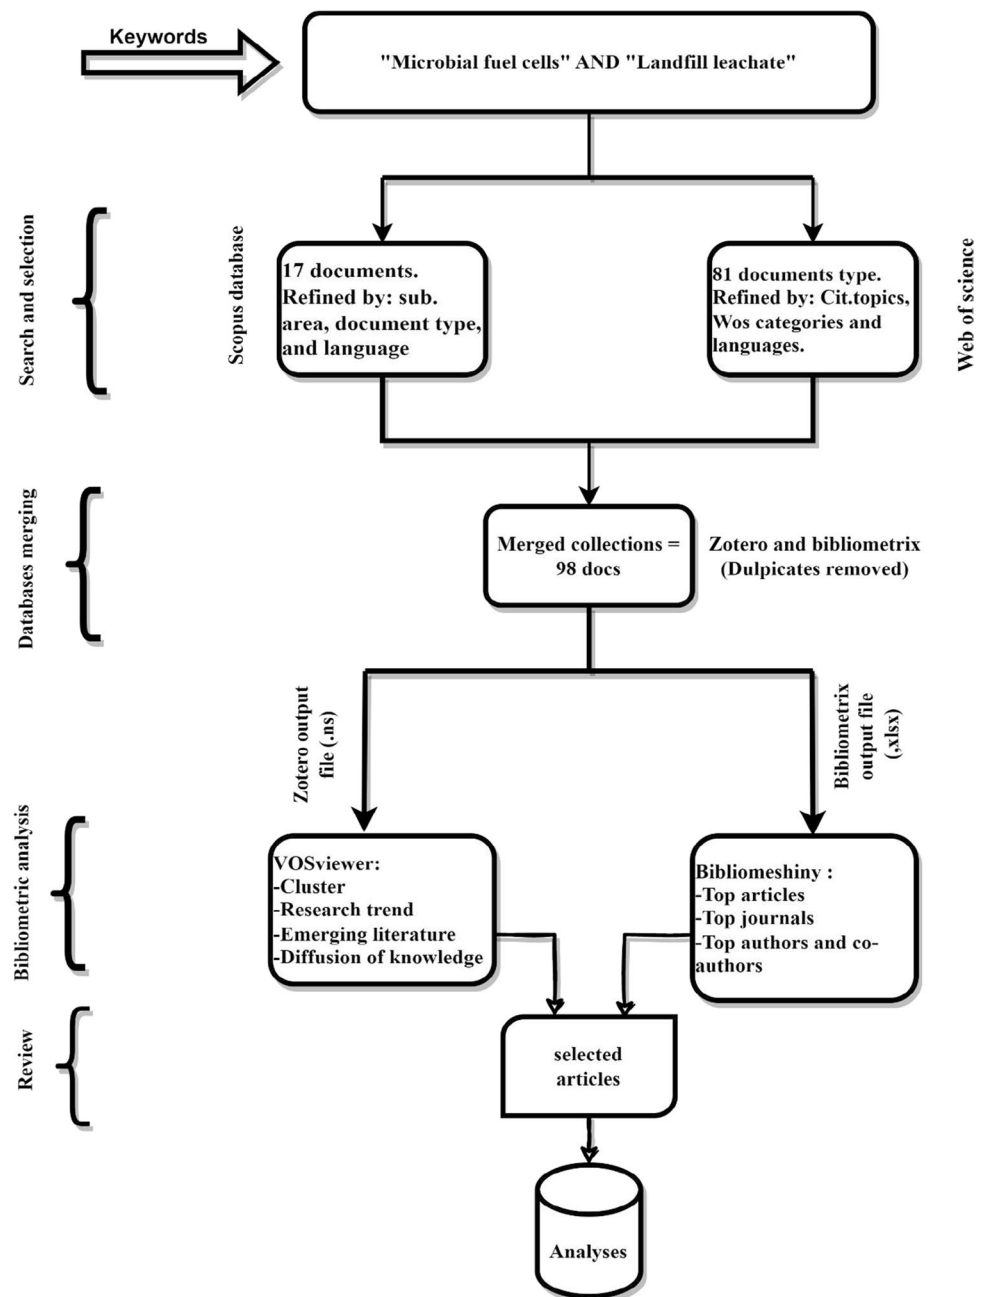 Keywords
"Microbial fuel cells" AND "Landfill leachate"
Search and selection
Scopus database
17 documents.
Refined by: sub.
area, document type,
and language
81 documents type.
Refined by: Cit.topics,
Wos categories and
languages.
Web of science
Databases merging
Merged collections =
98 docs
Zotero and bibliometrix
(Dulpicates removed)
Zotero output
file (.ns)
Bibliometrix
output file
(,xlsx)
Bibliometric analysis
VOSviewer:
-Cluster
-Research trend
-Emerging literature
-Diffusion of knowledge
Bibliomeshiny :
-Top articles
-Top journals
-Top authors and co-
authors
Review
selected
articles
Analyses